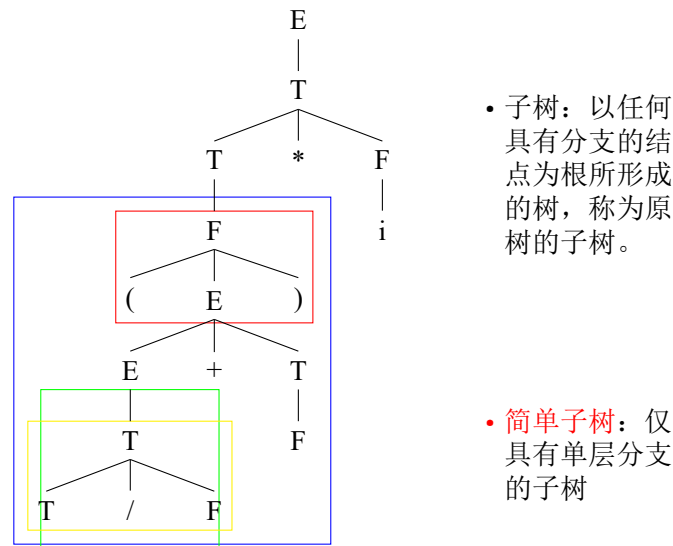 E
T
T * F
F i
( E )
E + T
T F
T / F
• 子树：以任何
具有分支的结
点为根所形成
的树，称为原
树的子树。
• 简单子树：仅
具有单层分支
的子树